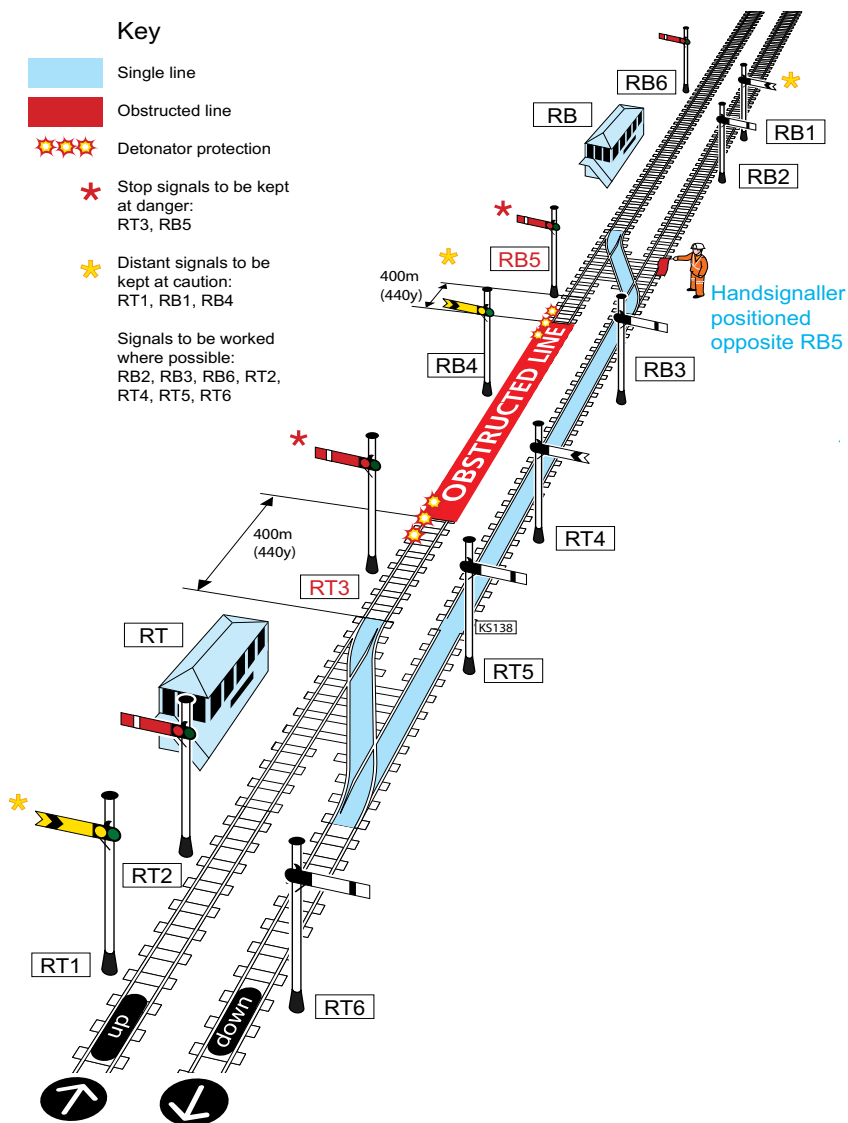 Key
Single line
Obstructed line
Detonator protection
Stop signals to be kept
at danger:
RT3, RB5
Distant signals to be
kept at caution:
RT1, RB1, RB4
Signals to be worked
where possible:
RB2, RB3, RB6, RT2,
RT4, RT5, RT6
RB6
RB
RB1
RB2
RB5
400m
(440y)
Handsignaller
positioned
opposite RB5
RB4
RB3
OBSTRUCTED LINE
400m
(440y)
RT4
RT3
KS138
RT
RT5
RT2
RT1
RT6
up
down